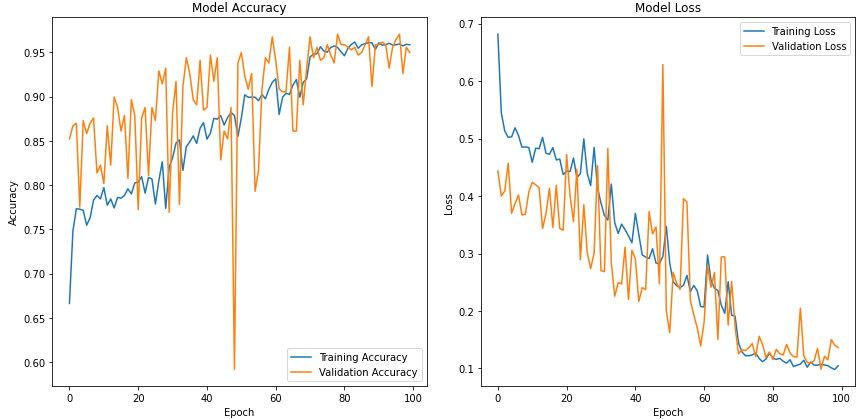 Model Accuracy
Accuracy
0.95
0.90
0.85
0.80
0.75
0.70
0.65
0.60
0
20
40
60
80
100
Epoch
Training Accuracy
Validation Accuracy
Model Loss
Loss
0.7
0.6
0.5
0.4
0.3
0.2
0.1
0
20
40
60
80
100
Epoch
Training Loss
Validation Loss